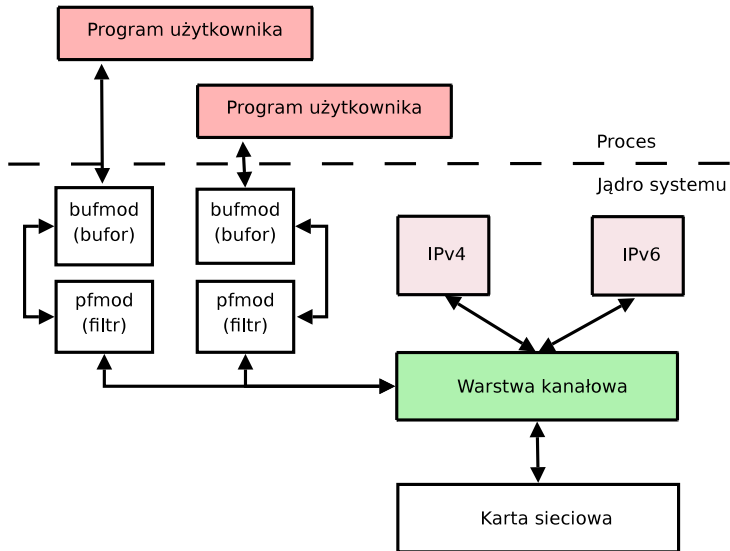 Program użytkownika
Program użytkownika
Proces
Jądro systemu
bufmod
(bufor)
bufmod
(bufor)
IPv4
IPv6
pfmod
(filtr)
pfmod
(filtr)
Warstwa kanałowa
Karta sieciowa